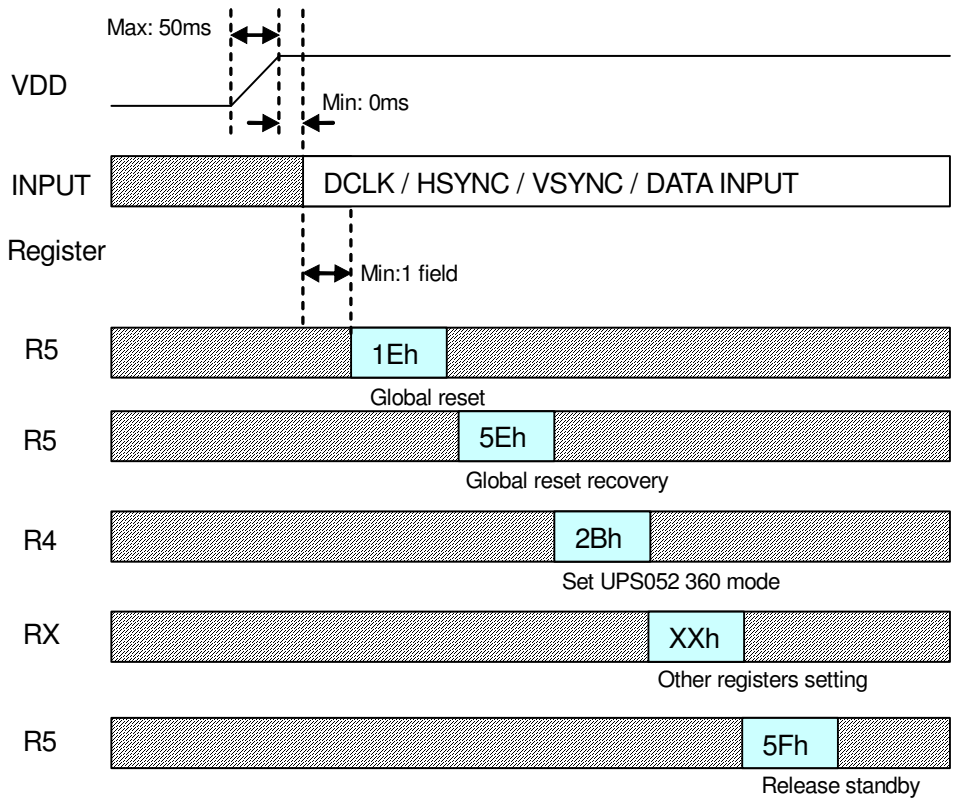 Max: 50ms
VDD
Min: 0ms
INPUT
DCLK / HSYNC / VSYNC / DATA INPUT
Register
Min:1 field
R5
1Eh
Global reset
R5
5Eh
Global reset recovery
R4
2Bh
Set UPS052 360 mode
RX
XXh
Other registers setting
R5
5Fh
Release standby